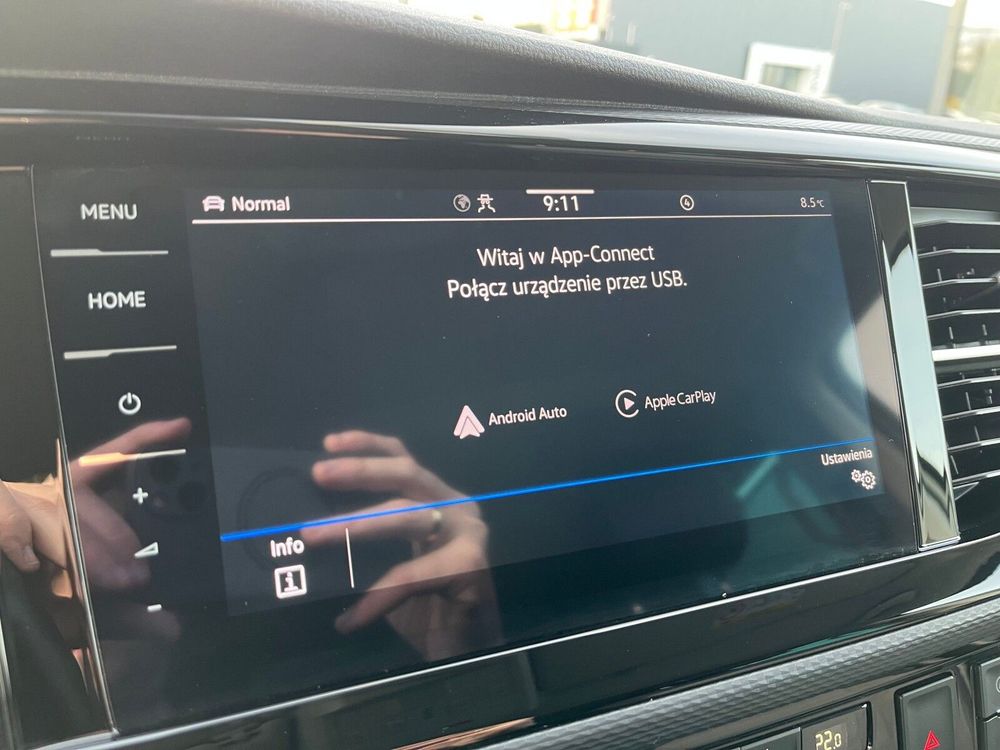 MENU
HOME
Normal
9:11
4
8.5°C
Witaj w App-Connect
Połącz urządzenie przez USB.
Android Auto
Apple CarPlay
Ustawienia
Info
22.0